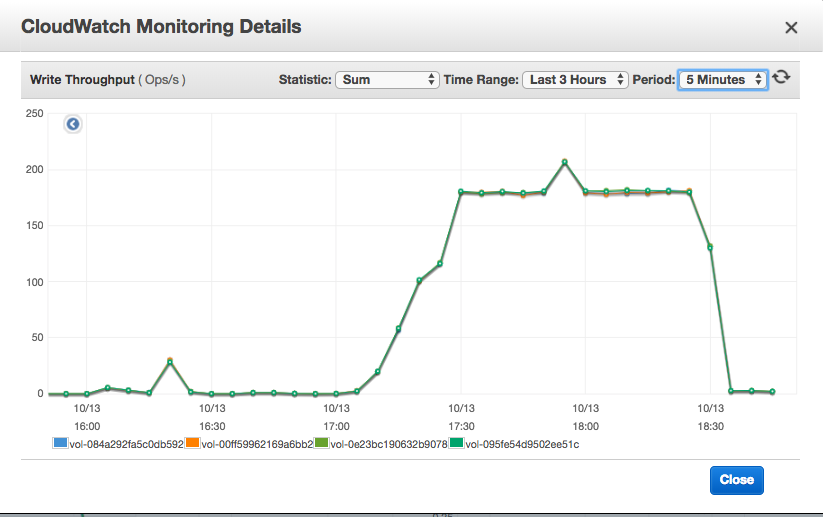 CloudWatch Monitoring Details
Write Throughput ( Ops/s ) Statistic: Sum Time Range: Last 3 Hours Period: 5 Minutes
250
200
150
100
50
0
10/13 10/13 10/13 10/13 10/13 10/13
16:00 16:30 17:00 17:30 18:00 18:30
vol-084a292fa5c0db592 vol-00ff59962169a6bb2 vol-0e23bc190632b9078 vol-095fe54d9502ee51c
Close